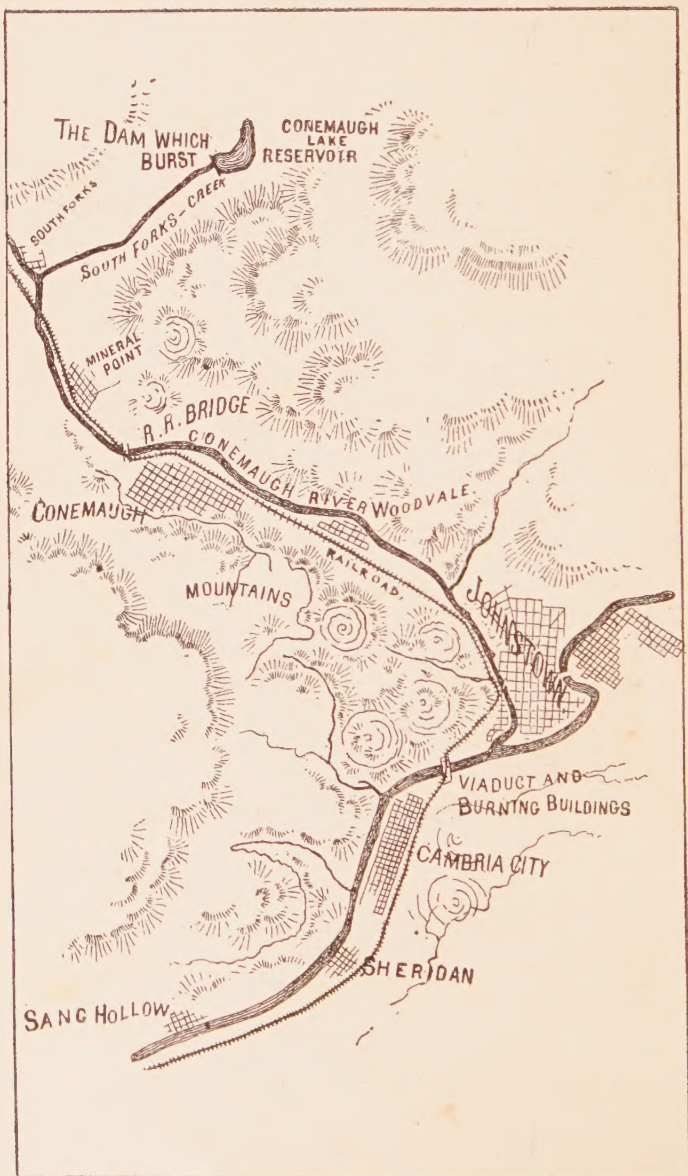 THE DAM WHICH
BURST
CONEMAUGH
LAKE
RESERVOIR
SOUTH FORKS
SOUTH FORKS-CREEK
MINERAL
POINT
R.R. BRIDGE
CONEMAUGH RIVER
WOODVALE.
CONEMAUGH
RAILROAD.
MOUNTAINS
JOHNSTOWN.
VIADUCT AND
BURNING BUILDINGS
CAMBRIA CITY
SHERIDAN
SANG HOLLOW